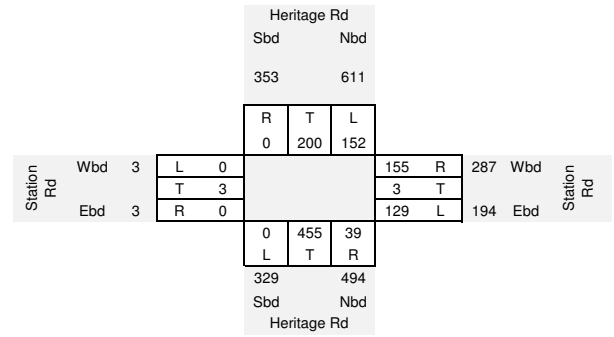 Heritage Rd
Sbd Nbd
353 611
R T L
0 200 152
Station Rd Wbd 3 L 0 155 R 287 Wbd Station Rd
T 3 3 T
Ebd 3 R 0 129 L 194 Ebd
0 455 39
L T R
329 494
Sbd Nbd
Heritage Rd